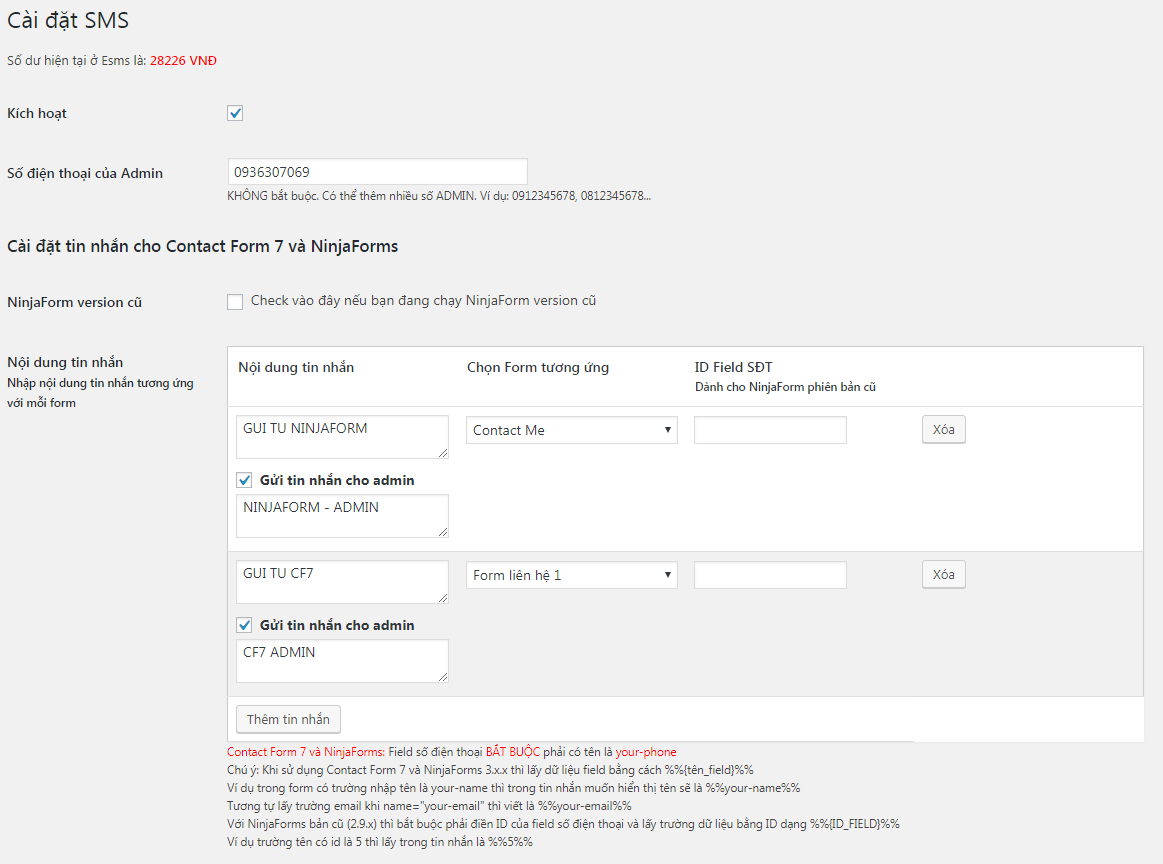 Cài đặt SMS
Số dư hiện tại ở Esms là: 28226 VNĐ
Kích hoạt
Số điện thoại của Admin
0936307069
KHÔNG bắt buộc. Có thể thêm nhiều số ADMIN. Ví dụ: 0912345678, 0812345678...
Cài đặt tin nhắn cho Contact Form 7 và NinjaForms
NinjaForm version cũ
Check vào đây nếu bạn đang chạy NinjaForm version cũ
Nội dung tin nhắn
Nhập nội dung tin nhắn tương ứng
với mỗi form
Nội dung tin nhắn
Chọn Form tương ứng
ID Field SĐT
Dành cho NinjaForm phiên bản cũ
GUI TU NINJAFORM
Contact Me
Xóa
Gửi tin nhắn cho admin
NINJAFORM - ADMIN
GUI TU CF7
Form liên hệ 1
Xóa
Gửi tin nhắn cho admin
CF7 ADMIN
Thêm tin nhắn
Contact Form 7 và NinjaForms: Field số điện thoại BẮT BUỘC phải có tên là your-phone
Chú ý: Khi sử dụng Contact Form 7 và NinjaForms 3.x.x thì lấy dữ liệu field bằng cách %%{tên_field}%%
Ví dụ trong form có trường nhập tên là your-name thì trong tin nhắn muốn hiển thị tên sẽ là %%your-name%%
Tương tự lấy trường email khi name="your-email" thì viết là %%your-email%%
Với NinjaForms bản cũ (2.9.x) thì bắt buộc phải điền ID của field số điện thoại và lấy trường dữ liệu bằng ID dạng %%{ID_FIELD}%%
Ví dụ trường tên có id là 5 thì lấy trong tin nhắn là %%5%%